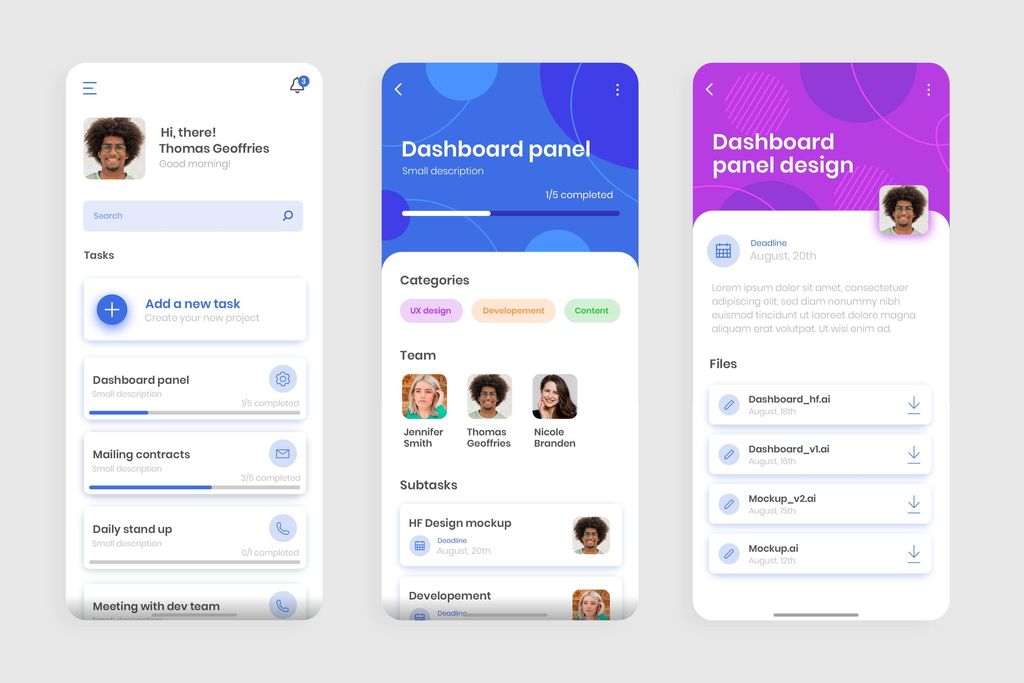 3
Hi, there!
Thomas Geoffries
Good morning!
Search
Tasks
Add a new task
Create your new project
Dashboard panel
Small description
1/5 completed
Mailing contracts
Small description
3/5 completed
Daily stand up
Small description
0/1 completed
Meeting with dev team
Small description
Dashboard panel
Small description
1/5 completed
Categories
UX design
Developement
Content
Team
Jennifer
Smith
Thomas
Geoffries
Nicole
Branden
Subtasks
HF Design mockup
Deadline
August, 20th
Developement
Deadline
Dashboard
panel design
Deadline
August, 20th
Lorem ipsum dolor sit amet, consectetuer
adipiscing elit, sed diam nonummy nibh
euismod tincidunt ut laoreet dolore magna
aliquam erat volutpat. Ut wisi enim ad.
Files
Dashboard_hf.ai
August, 18th
Dashboard_v1.ai
August, 16th
Mockup_v2.ai
August, 15th
Mockup.ai
August, 12th